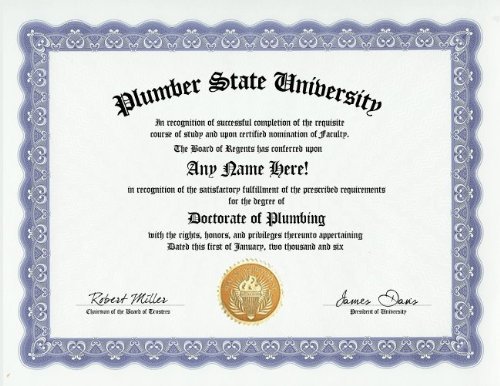 Plumber State University
In recognition of successful completion of the requisite
course of study and upon certified nomination of Faculty.
The Board of Regents has conferred upon
Any Name Here!
in recognition of the satisfactory fulfillment of the prescribed requirements
for the degree of
Doctorate of Plumbing
with the rights, honors, and privileges thereunto appertaining
Dated this first of January, two thousand and six
Robert Miller
Chairman of the Board of Trustees
James Davis
President of University